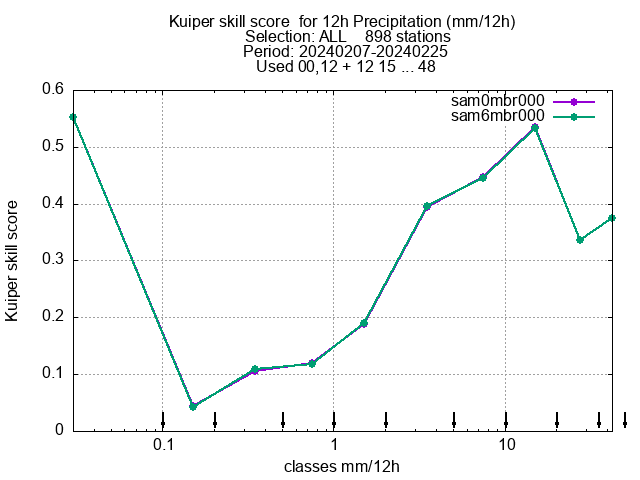 Kuiper skill score  for 12h Precipitation (mm/12h)
Selection: ALL    898 stations
Period: 20240207-20240225
Used 00,12 + 12 15 ... 48
sam0mbr000
sam6mbr000
0.6
0.5
0.4
0.3
0.2
0.1
0
Kuiper skill score
0.1
1
10
classes mm/12h